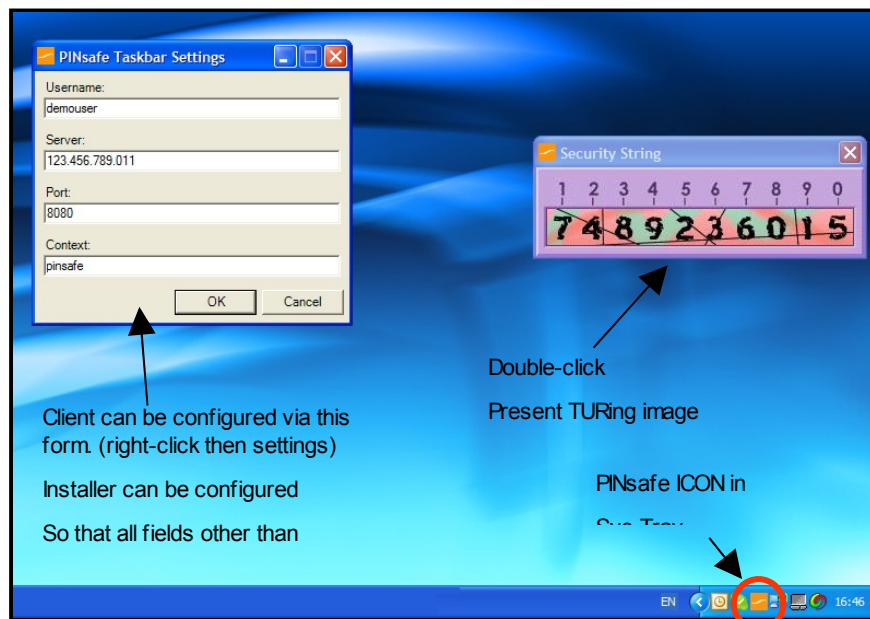 PINsafe Taskbar Settings
Username:
demouser
Server:
123.456.789.011
Port:
8080
Context:
pinsafe
OK Cancel
Security String
1 2 3 4 5 6 7 8 9 0
7 4 8 9 2 3 6 0 1 5
Double-click
Present TURing image
Client can be configured via this
form. (right-click then settings)
Installer can be configured
So that all fields other than
PINsafe ICON in
Sys Tray
EN 16:46